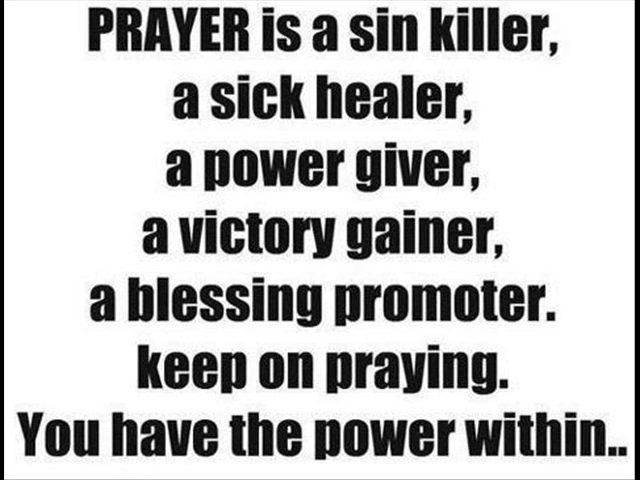 PRAYER is a sin killer,
a sick healer,
a power giver,
a victory gainer,
a blessing promoter.
keep on praying.
You have the power within..